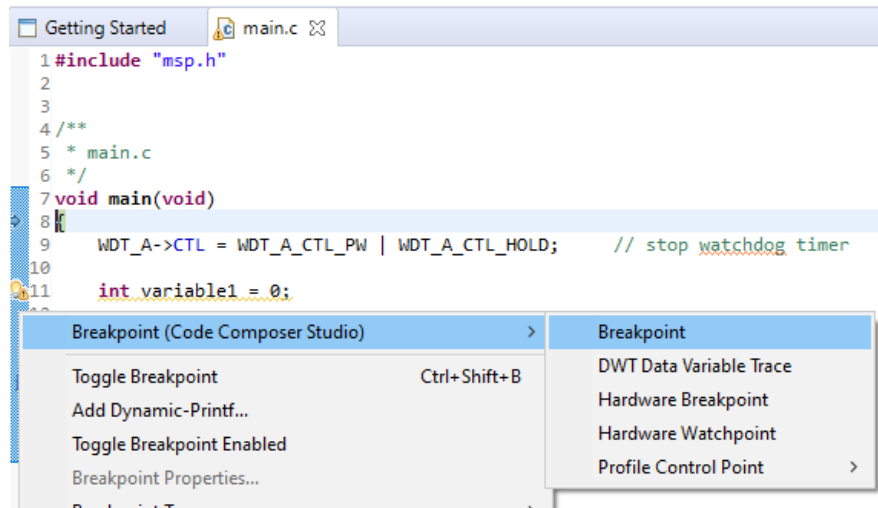 Getting Started main.c
1 #include "msp.h"
2
3
4 /**
5 * main.c
6 */
7 void main(void)
8 {
9 WDT_A->CTL = WDT_A_CTL_PW | WDT_A_CTL_HOLD; // stop watchdog timer
10
11 int variable1 = 0;
Breakpoint (Code Composer Studio) > Breakpoint
DWT Data Variable Trace
Toggle Breakpoint Ctrl+Shift+B
Hardware Breakpoint
Add Dynamic-Printf...
Hardware Watchpoint
Toggle Breakpoint Enabled
Profile Control Point >
Breakpoint Properties...